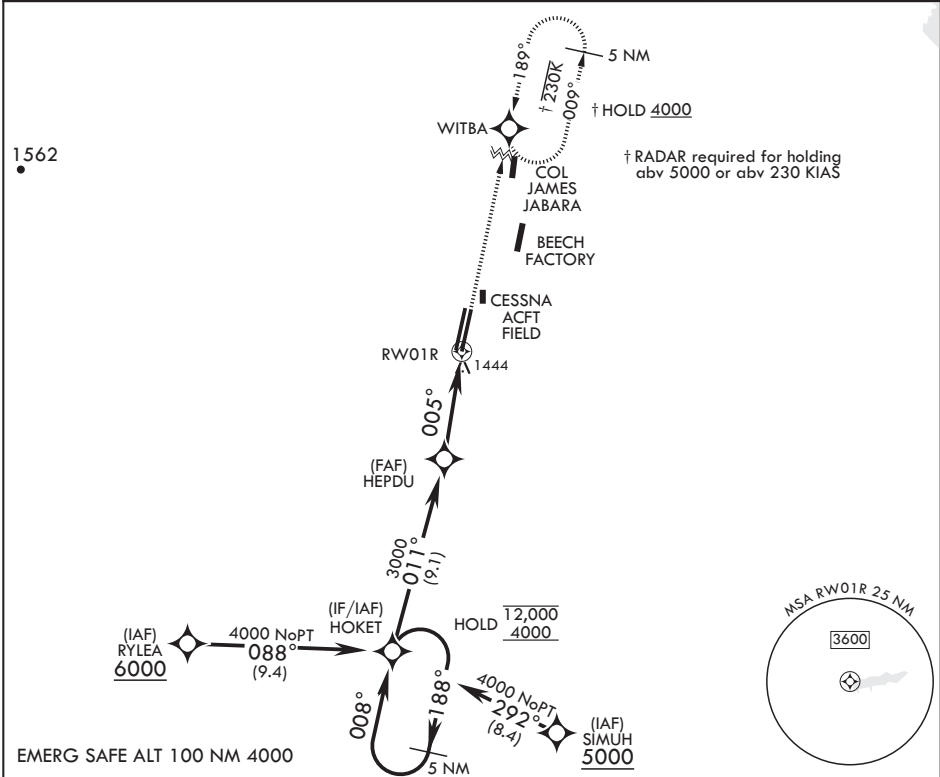 5 NM
189°
† 230K
009°
† HOLD 4000
WITBA
1562
† RADAR required for holding
abv 5000 or abv 230 KIAS
COL
JAMES
JABARA
BEECH
FACTORY
CESSNA
ACFT
FIELD
RW01R
1444
005°
(FAF)
HEPDU
3000
011°
(9.1)
(IF/IAF)
HOKET
HOLD 12,000
4000
(IAF)
RYLEA
6000
4000 NoPT
088°
(9.4)
008°
188°
4000 NoPT
292°
(8.4)
(IAF)
SIMUH
5000
5 NM
EMERG SAFE ALT 100 NM 4000
MSA RW01R 25 NM
3600